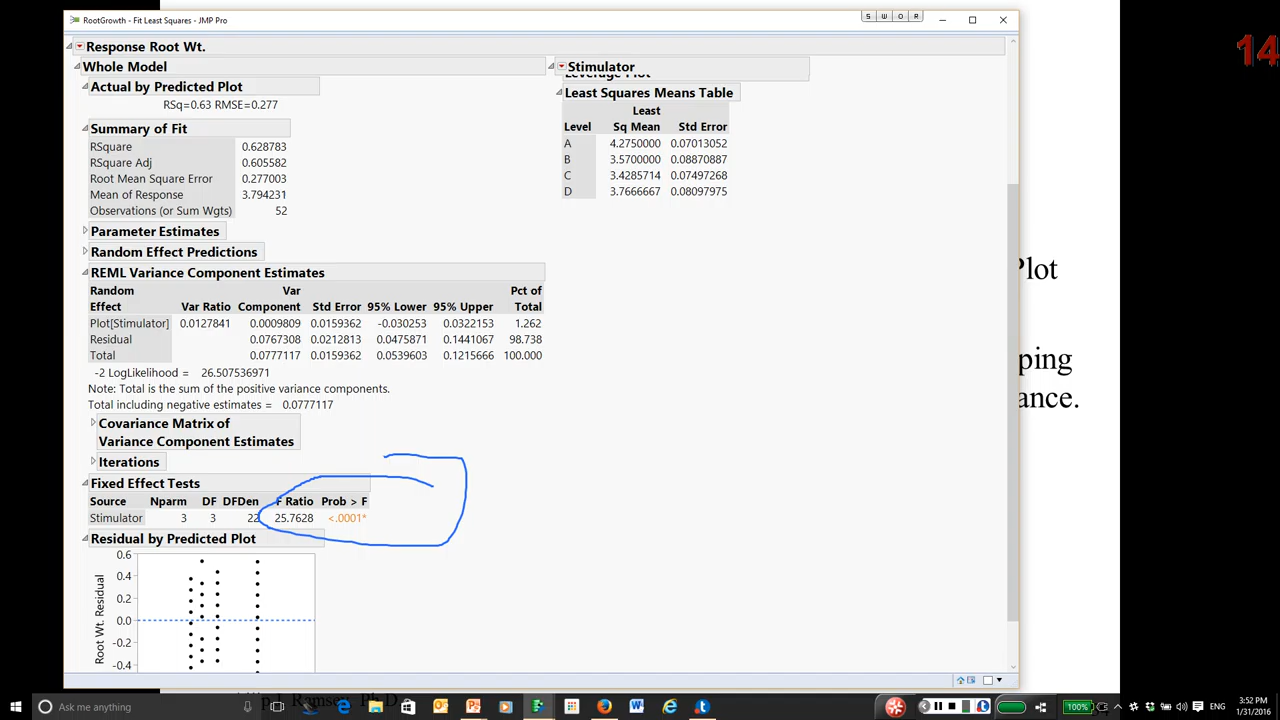 RootGrowth - Fit Least Squares - JMP Pro
S W O R
14
Response Root Wt.
Whole Model
Actual by Predicted Plot
RSq=0.63 RMSE=0.277
Summary of Fit
RSquare 0.628783
RSquare Adj 0.605582
Root Mean Square Error 0.277003
Mean of Response 3.794231
Observations (or Sum Wgts) 52
Parameter Estimates
Random Effect Predictions
REML Variance Component Estimates
Random Var Pct of
Effect Var Ratio Component Std Error 95% Lower 95% Upper Total
Plot[Stimulator] 0.0127841 0.0009809 0.0159362 -0.030253 0.0322153 1.262
Residual 0.0767308 0.0212813 0.0475871 0.1441067 98.738
Total 0.0777117 0.0159362 0.0539603 0.1215666 100.000
-2 LogLikelihood = 26.507536971
Note: Total is the sum of the positive variance components.
Total including negative estimates = 0.0777117
Covariance Matrix of
Variance Component Estimates
Iterations
Fixed Effect Tests
Source Nparm DF DFDen F Ratio Prob > F
Stimulator 3 3 22 25.7628 <.0001*
Residual by Predicted Plot
Root Wt. Residual
0.6
0.4
0.2
0.0
-0.2
-0.4
Stimulator
Leverage Plot
Least Squares Means Table
Least
Level Sq Mean Std Error
A 4.2750000 0.07013052
B 3.5700000 0.08870887
C 3.4285714 0.07497268
D 3.7666667 0.08097975
Plot
ping
ance.
Ramsey, Ph.D
Ask me anything
100%
ENG
3:52 PM
1/31/2016